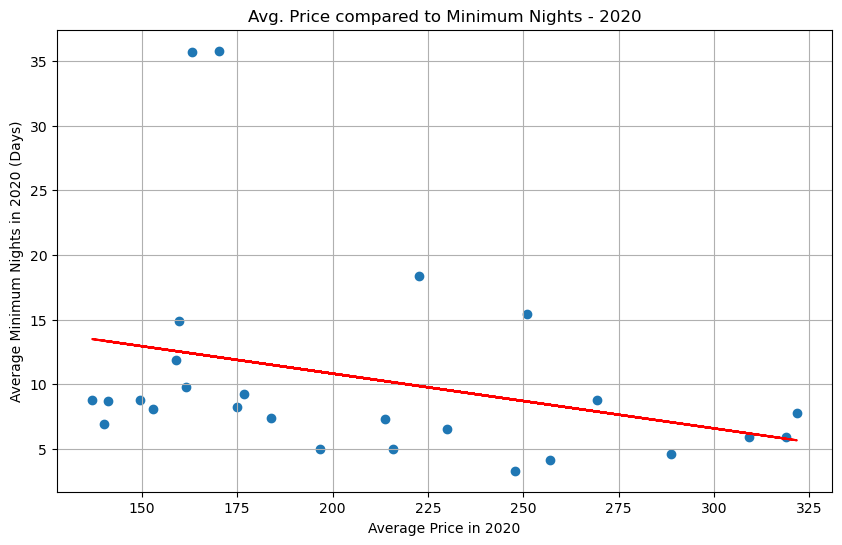 Avg. Price compared to Minimum Nights - 2020
Average Minimum Nights in 2020 (Days)
35
30
25
20
15
10
5
150 175 200 225 250 275 300 325
Average Price in 2020